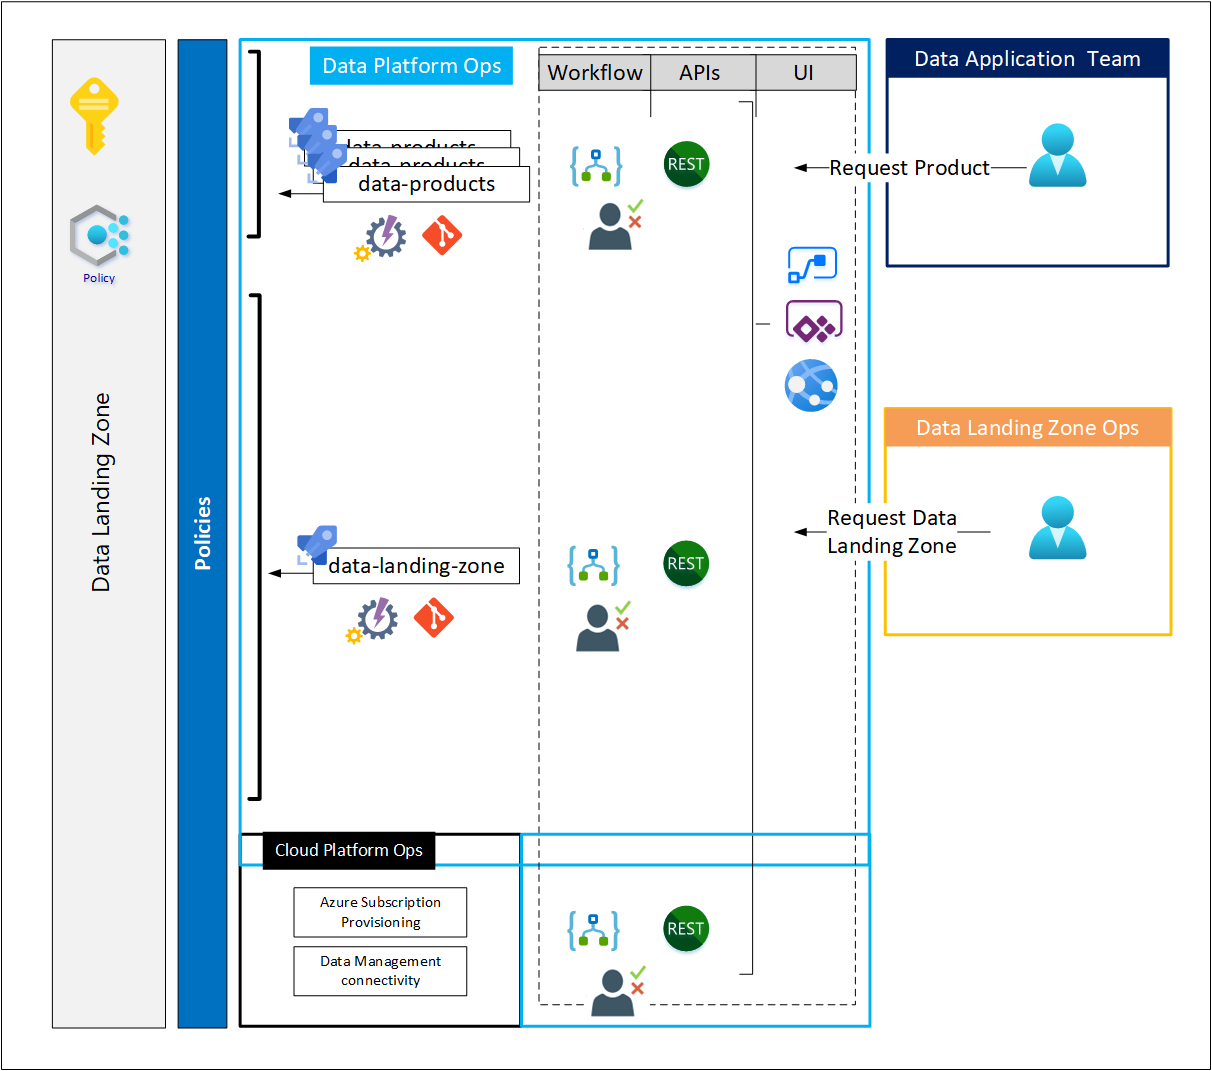 Data Landing Zone
Policy
Policies
Data Platform Ops
Workflow
APIs
UI
data-products
data-products
data-products
REST
Data Application Team
Request Product
Data Landing Zone Ops
Request Data
Landing Zone
data-landing-zone
REST
Cloud Platform Ops
Azure Subscription
Provisioning
Data Management
connectivity
REST